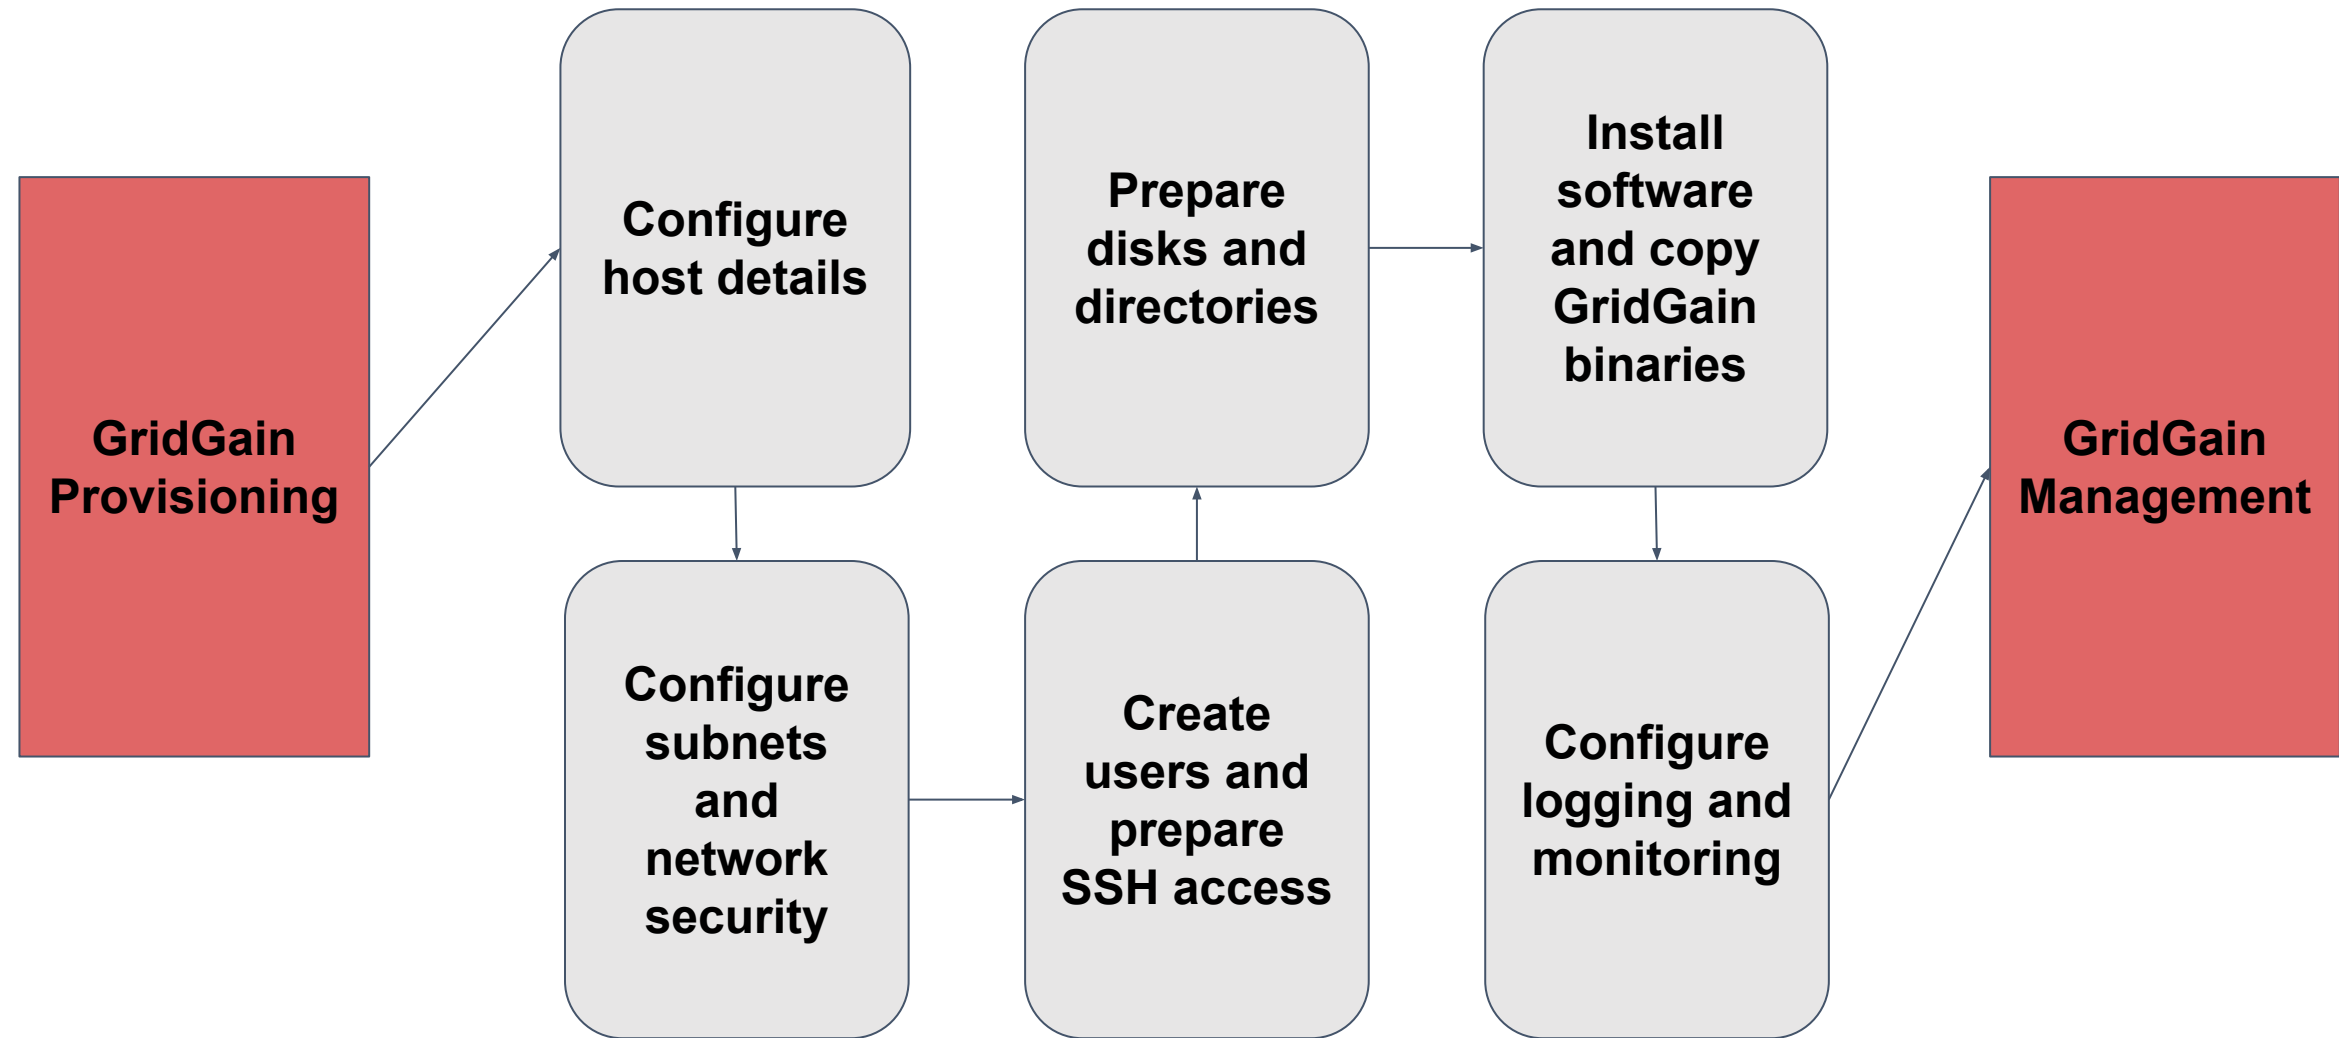 GridGain
Provisioning
Configure
host details
Configure
subnets
and
network
security
Create
users and
prepare
SSH access
Prepare
disks and
directories
Install
software
and copy
GridGain
binaries
Configure
logging and
monitoring
GridGain
Management